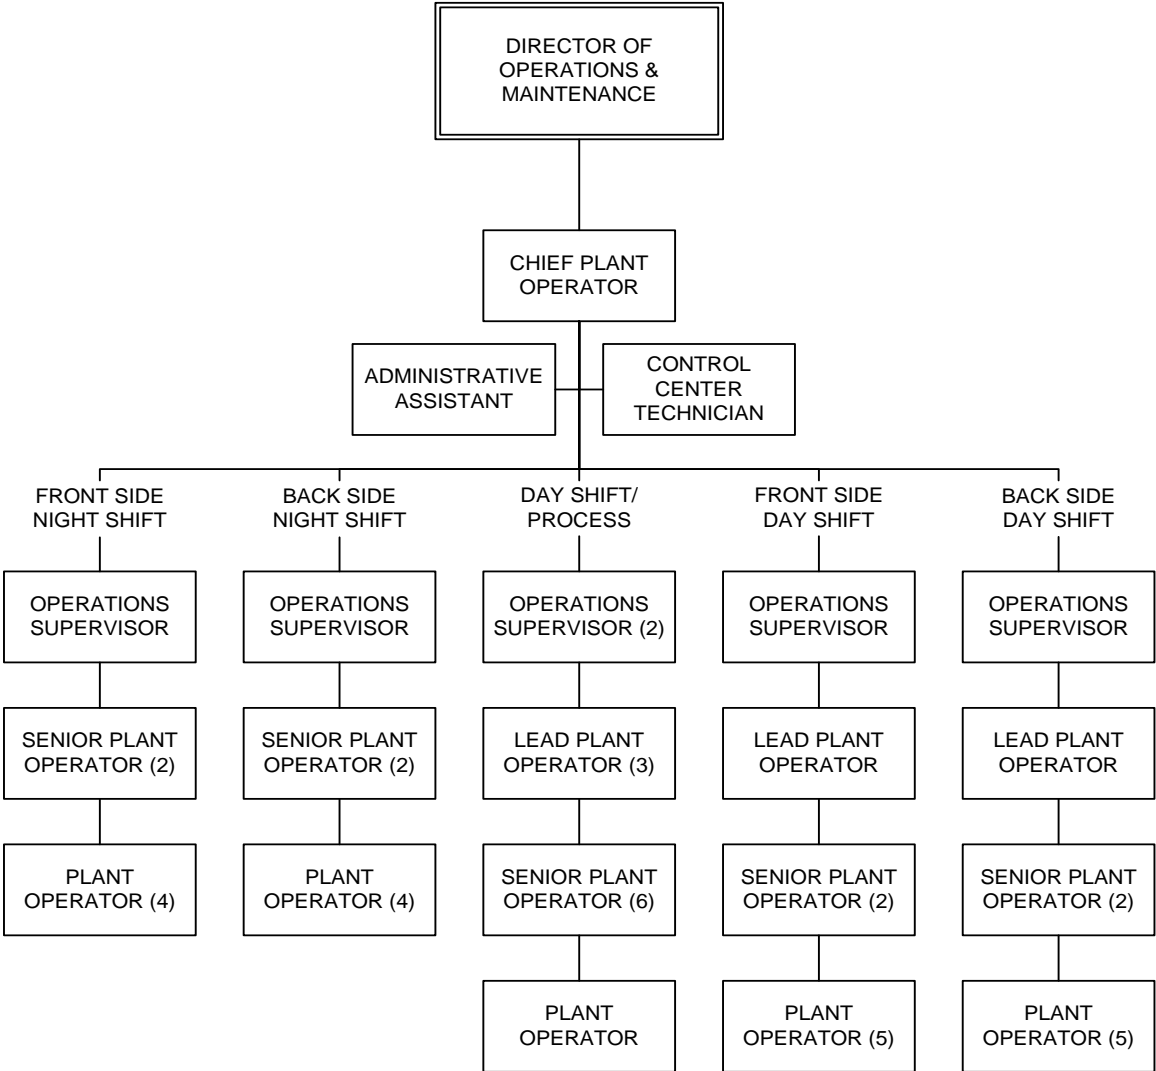 DIRECTOR OF
OPERATIONS &
MAINTENANCE
CHIEF PLANT
OPERATOR
ADMINISTRATIVE
ASSISTANT
CONTROL
CENTER
TECHNICIAN
FRONT SIDE
NIGHT SHIFT
BACK SIDE
NIGHT SHIFT
DAY SHIFT/
PROCESS
FRONT SIDE
DAY SHIFT
BACK SIDE
DAY SHIFT
OPERATIONS
SUPERVISOR
OPERATIONS
SUPERVISOR
OPERATIONS
SUPERVISOR (2)
OPERATIONS
SUPERVISOR
OPERATIONS
SUPERVISOR
SENIOR PLANT
OPERATOR (2)
SENIOR PLANT
OPERATOR (2)
LEAD PLANT
OPERATOR (3)
LEAD PLANT
OPERATOR
LEAD PLANT
OPERATOR
PLANT
OPERATOR (4)
PLANT
OPERATOR (4)
SENIOR PLANT
OPERATOR (6)
SENIOR PLANT
OPERATOR (2)
SENIOR PLANT
OPERATOR (2)
PLANT
OPERATOR
PLANT
OPERATOR (5)
PLANT
OPERATOR (5)